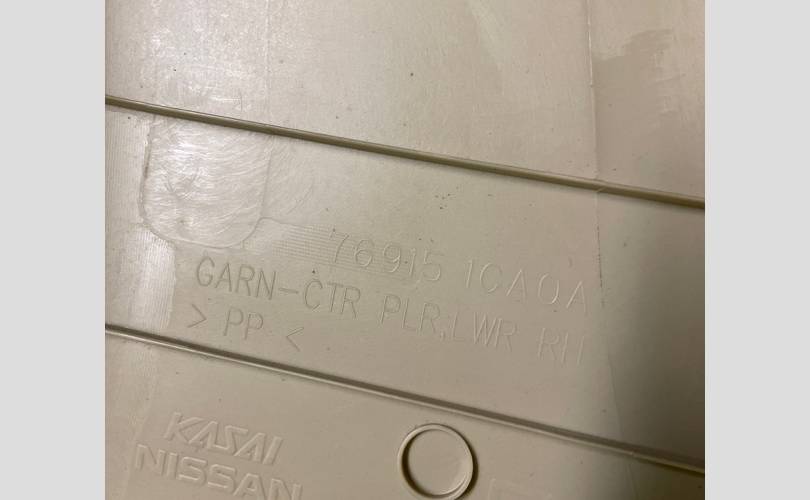 76915 1CA0A
GARN-CTR PLR,LWR RH
> PP <
KASAI
NISSAN